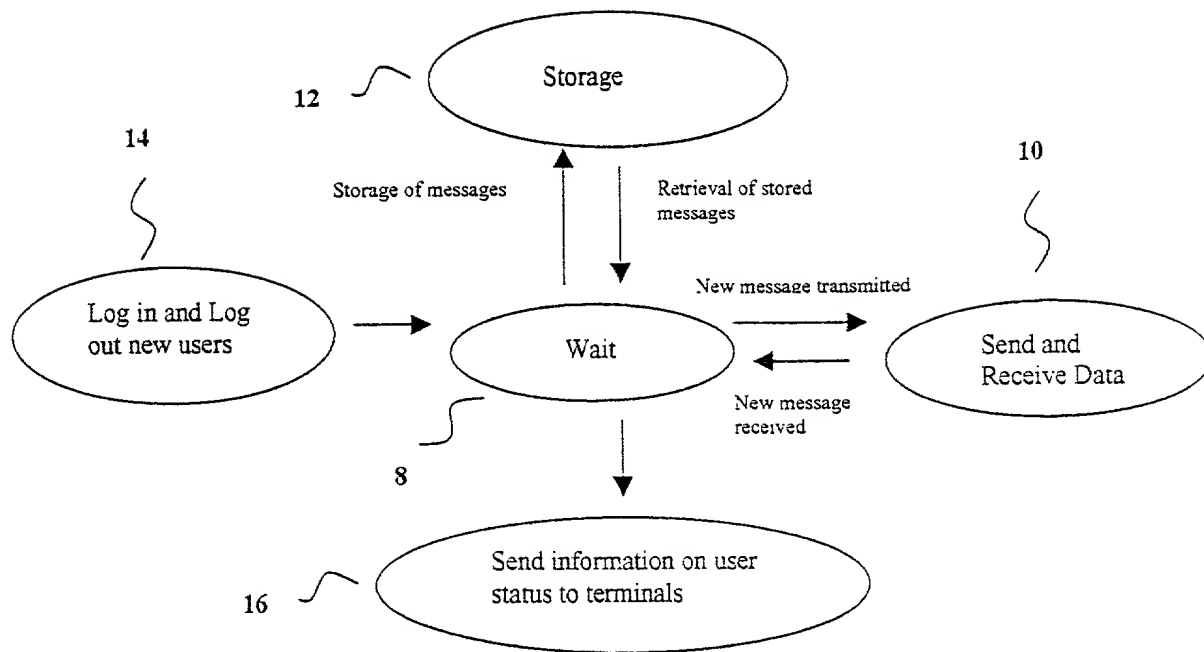 Storage
12
14
10
Storage of messages
Retrieval of stored
messages
New message transmitted
Log in and Log
out new users
Wait
Send and
Receive Data
New message
received
8
Send information on user
status to terminals
16